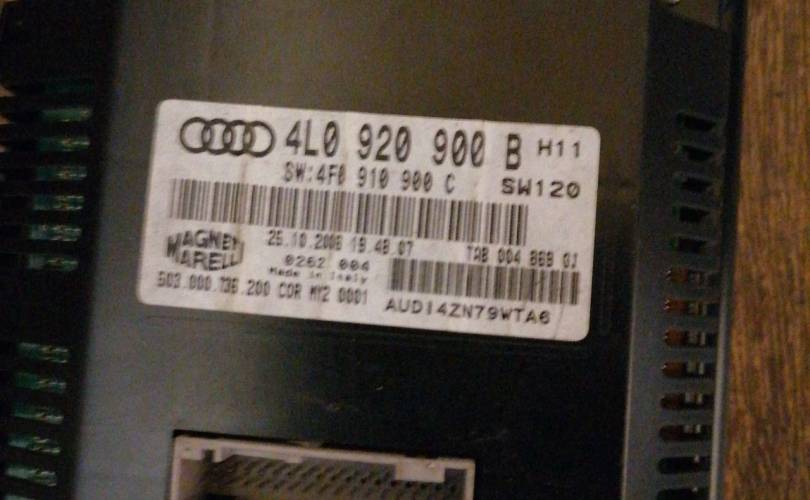 4L0 920 900 B H11
SW:4F0 910 900 C SW120
25.10.2006 19.48.07 TAB 004 869 0J
MAGNETI MARELLI
0262 004
Made in Italy
503.000.736.200 COR MY2 0001
AUDI4ZN79WTA6